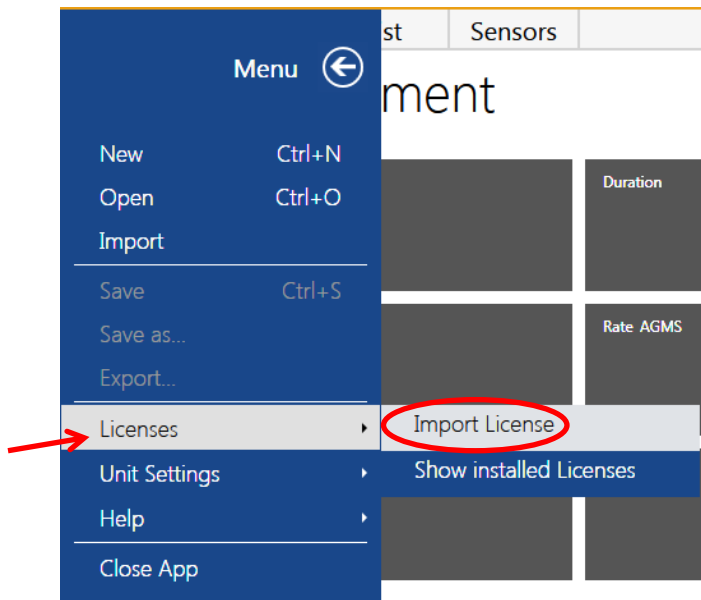 st
Sensors
Menu
ment
New Ctrl+N
Open Ctrl+O
Import
Duration
Save Ctrl+S
Save as...
Export...
Rate AGMS
Licenses
Import License
Unit Settings
Show installed Licenses
Help
Close App